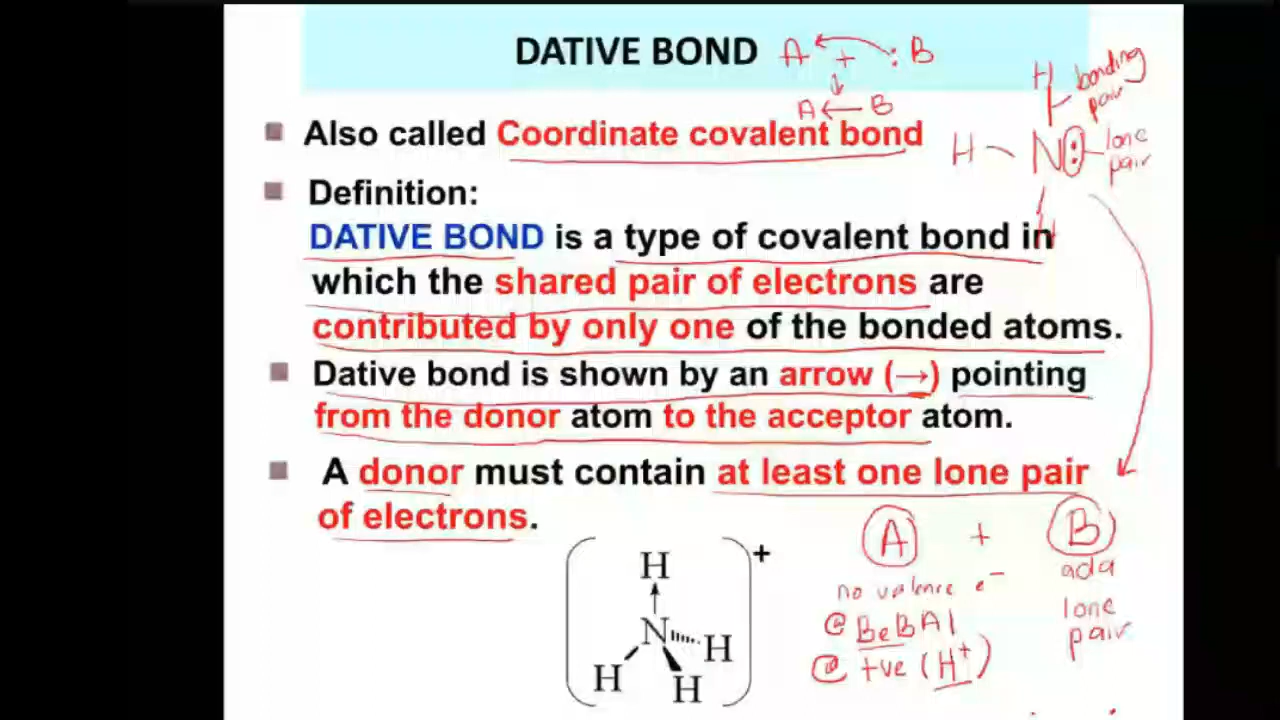 DATIVE BOND
A + :B
A ← B
H bonding pair
H – N: lone pair
H
■ Also called Coordinate covalent bond
■ Definition:
DATIVE BOND is a type of covalent bond in
which the shared pair of electrons are
contributed by only one of the bonded atoms.
■ Dative bond is shown by an arrow (→) pointing
from the donor atom to the acceptor atom.
■ A donor must contain at least one lone pair
of electrons.
A + B
no valence e⁻
ada
lone
pair
@ BeBAl
@ +ve (H⁺)
+
H
N
H
H
H